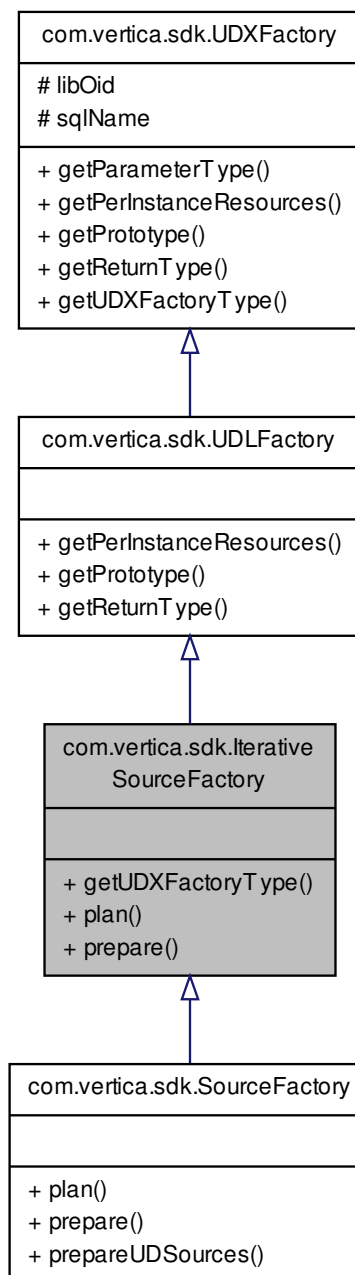 com.vertica.sdk.UDXFactory
# libOid
# sqlName
+ getParameterType()
+ getPerInstanceResources()
+ getPrototype()
+ getReturnType()
+ getUDXFactoryType()
com.vertica.sdk.UDLFactory
+ getPerInstanceResources()
+ getPrototype()
+ getReturnType()
com.vertica.sdk.Iterative
SourceFactory
+ getUDXFactoryType()
+ plan()
+ prepare()
com.vertica.sdk.SourceFactory
+ plan()
+ prepare()
+ prepareUDSources()